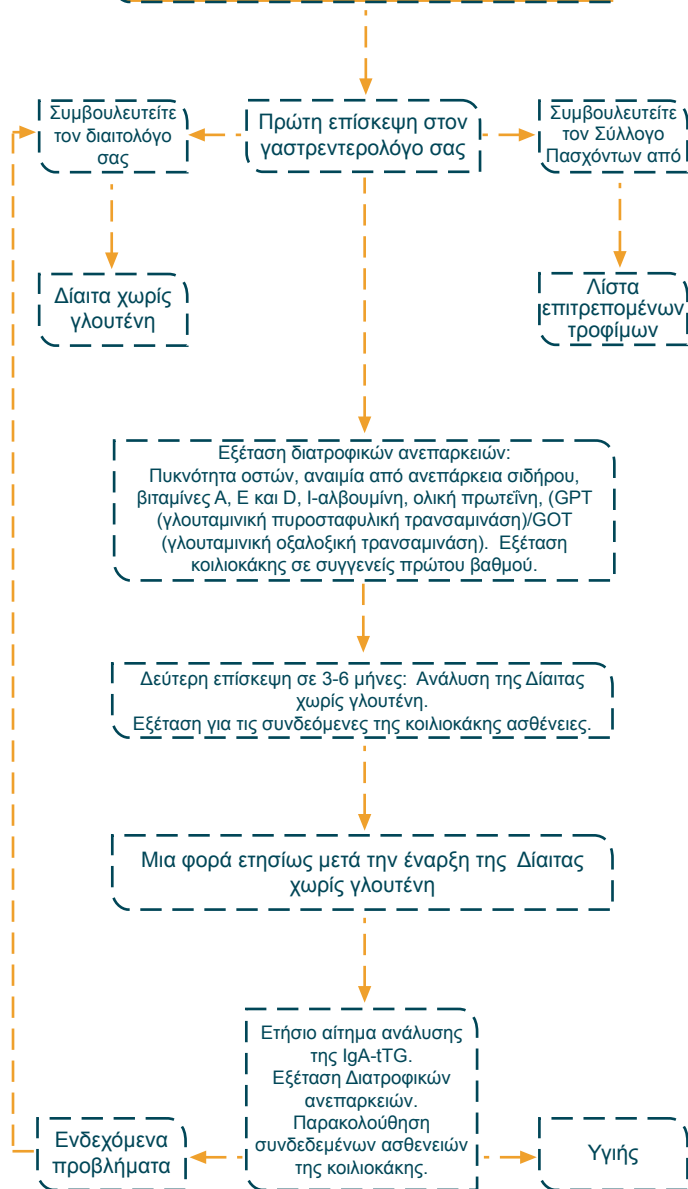 Συμβουλευτείτε
τον διαιτολόγο
σας
Πρώτη επίσκεψη στον
γαστρεντερολόγο σας
Συμβουλευτείτε
τον Σύλλογο
Πασχόντων από
Δίαιτα χωρίς
γλουτένη
Λίστα
επιτρεπομένων
τροφίμων
Εξέταση διατροφικών ανεπαρκειών:
Πυκνότητα οστών, αναιμία από ανεπάρκεια σιδήρου,
βιταμίνες A, E και D, I-αλβουμίνη, ολική πρωτεΐνη, (GPT
(γλουταμινική πυροσταφυλική τρανσαμινάση)/GOT
(γλουταμινική οξαλοξική τρανσαμινάση). Εξέταση
κοιλιοκάκης σε συγγενείς πρώτου βαθμού.
Δεύτερη επίσκεψη σε 3-6 μήνες: Ανάλυση της Δίαιτας
χωρίς γλουτένη.
Εξέταση για τις συνδεόμενες της κοιλιοκάκης ασθένειες.
Μια φορά ετησίως μετά την έναρξη της Δίαιτας
χωρίς γλουτένη
Ετήσιο αίτημα ανάλυσης
της IgA-tTG.
Εξέταση Διατροφικών
ανεπαρκειών.
Παρακολούθηση
συνδεδεμένων ασθενειών
της κοιλιοκάκης.
Ενδεχόμενα
προβλήματα
Υγιής